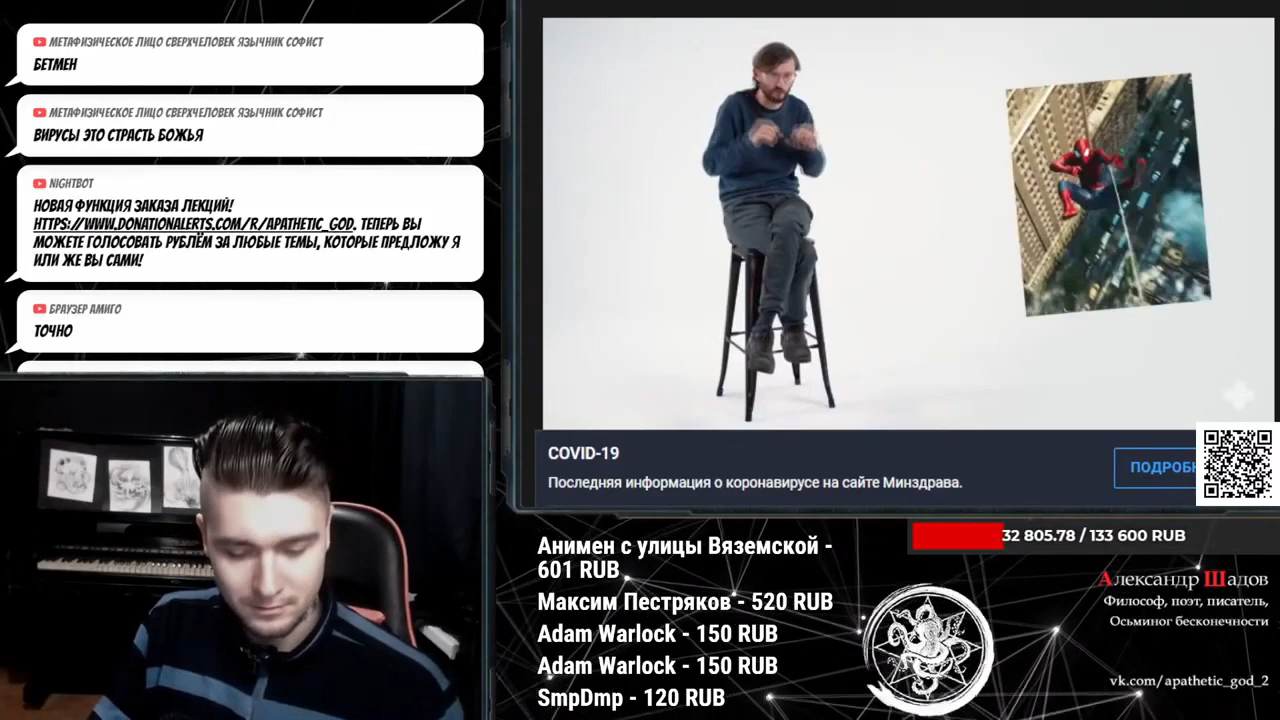 МЕТАФИЗИЧЕСКОЕ ЛИЦО СВЕРХЧЕЛОВЕК ЯЗЫЧНИК СОФИСТ
БЕТМЕН
МЕТАФИЗИЧЕСКОЕ ЛИЦО СВЕРХЧЕЛОВЕК ЯЗЫЧНИК СОФИСТ
ВИРУСЫ ЭТО СТРАСТЬ БОЖЬЯ
NIGHTBOT
НОВАЯ ФУНКЦИЯ ЗАКАЗА ЛЕКЦИЙ!
HTTPS://WWW.DONATIONALERTS.COM/R/APATHETIC_GOD. ТЕПЕРЬ ВЫ
МОЖЕТЕ ГОЛОСОВАТЬ РУБЛЁМ ЗА ЛЮБЫЕ ТЕМЫ, КОТОРЫЕ ПРЕДЛОЖУ Я
ИЛИ ЖЕ ВЫ САМИ!
БРАУЗЕР АМИГО
ТОЧНО
COVID-19
Последняя информация о коронавирусе на сайте Минздрава.
ПОДРОБН
32 805.78 / 133 600 RUB
Анимен с улицы Вяземской -
601 RUB
Максим Пестряков - 520 RUB
Adam Warlock - 150 RUB
Adam Warlock - 150 RUB
SmpDmp - 120 RUB
Александр Шадов
Философ, поэт, писатель,
Осьминог бесконечности
vk.com/apathetic_god_2